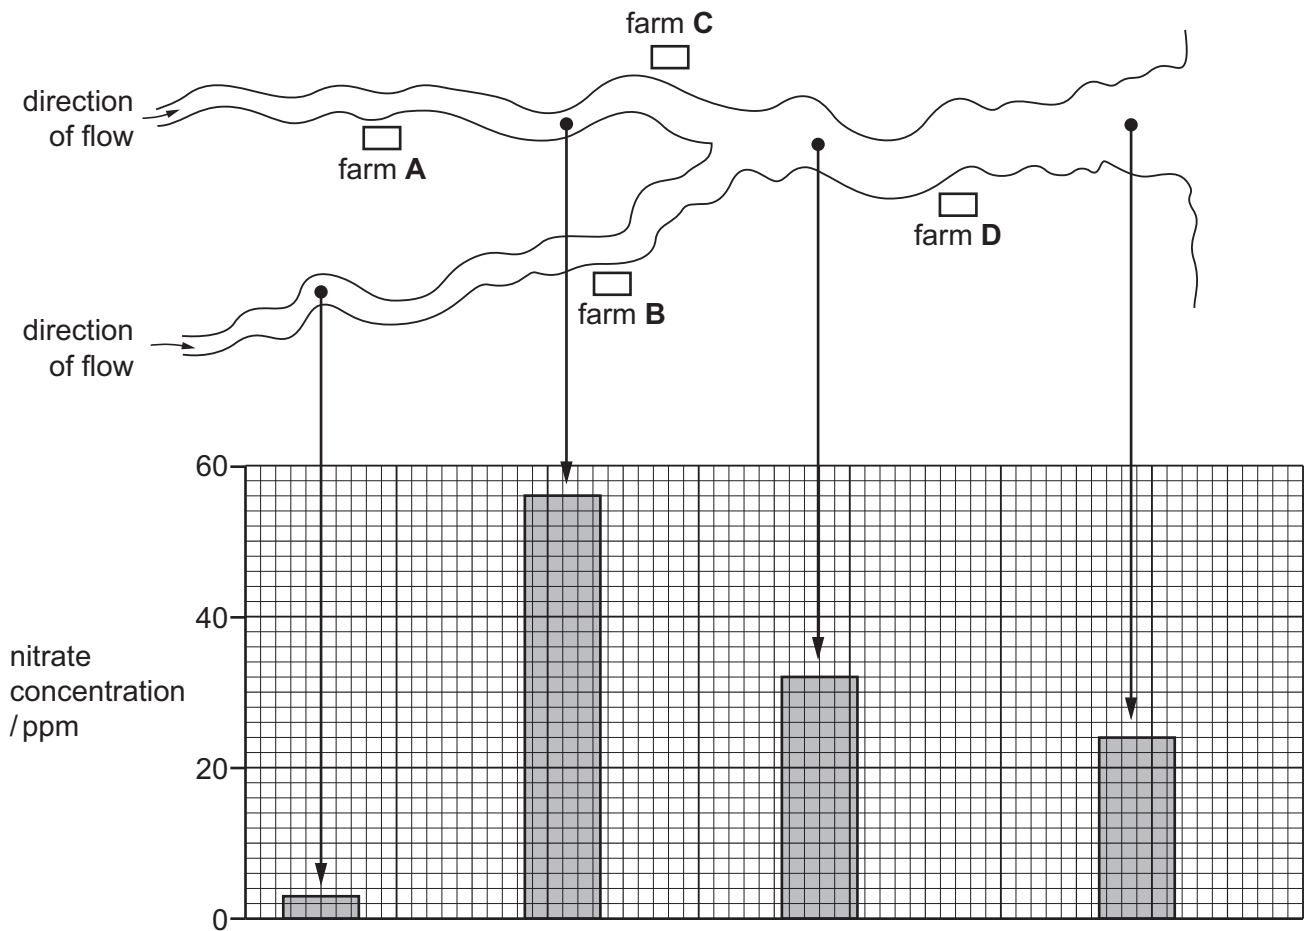 farm C
direction
of flow
farm A
farm D
farm B
direction
of flow
60
40
nitrate
concentration
/ ppm
20
0